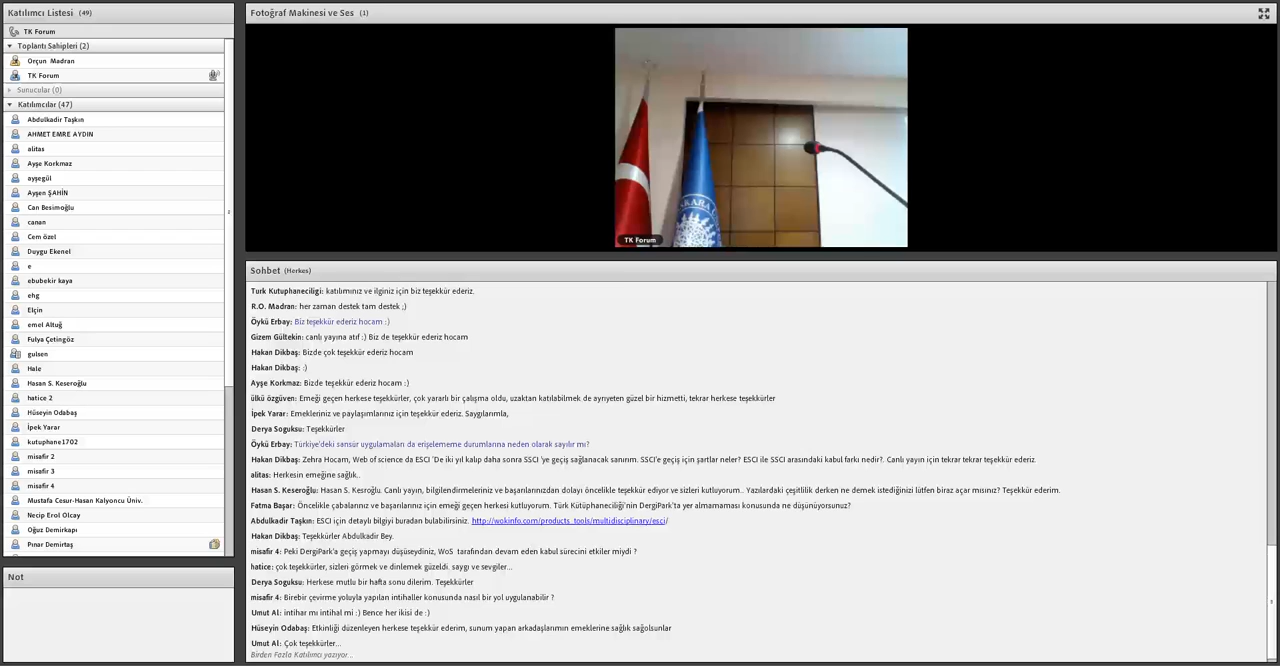 Katılımcı Listesi (49)
TK Forum
Toplantı Sahipleri (2)
Orçun Madran
TK Forum
Sunucular (0)
Katılımcılar (47)
Abdulkadir Taşkın
AHMET EMRE AYDIN
alitas
Ayşe Korkmaz
ayşegül
Ayşen ŞAHİN
Can Besimoğlu
canan
Cem özel
Duygu Ekenel
e
ebubekir kaya
ehg
Elçin
emel Altuğ
Fulya Çetingöz
gulsen
Hale
Hasan S. Keseroğlu
hatice 2
Hüseyin Odabaş
İpek Yarar
kutuphane1702
misafir 2
misafir 3
misafir 4
Mustafa Cesur-Hasan Kalyoncu Üniv.
Necip Erol Olcay
Oğuz Demirkapı
Pınar Demirtaş
Not
Fotoğraf Makinesi ve Ses (1)
TK Forum
Sohbet (Herkes)
Turk Kutuphaneciligi: katılımınız ve ilginiz için biz teşekkür ederiz.
R.O. Madran: her zaman destek tam destek ;)
Öykü Erbay: Biz teşekkür ederiz hocam :)
Gizem Gültekin: canlı yayına atıf :) Biz de teşekkür ederiz hocam
Hakan Dikbaş: Bizde çok teşekkür ederiz hocam
Hakan Dikbaş: :)
Ayşe Korkmaz: Bizde teşekkür ederiz hocam :)
ülkü özgüven: Emeği geçen herkese teşekkürler, çok yararlı bir çalışma oldu, uzaktan katılabilmek de ayrıyeten güzel bir hizmetti, tekrar herkese teşekkürler
İpek Yarar: Emekleriniz ve paylaşımlarınız için teşekkür ederiz. Saygılarımla,
Derya Soguksu: Teşekkürler
Öykü Erbay: Türkiye'deki sansür uygulamaları da erişelememe durumlarına neden olarak sayılır mı?
Hakan Dikbaş: Zehra Hocam, Web of science da ESCI 'De iki yıl kalıp daha sonra SSCI 'ye geçiş sağlanacak sanırım. SSCI'e geçiş için şartlar neler? ESCI ile SSCI arasındaki kabul farkı nedir?. Canlı yayın için tekrar tekrar teşekkür ederiz.
alitas: Herkesin emeğine sağlık..
Hasan S. Keseroğlu: Hasan S. Kesroğlu. Canlı yayın, bilgilendirmeleriniz ve başarılarınızdan dolayı öncelikle teşekkür ediyor ve sizleri kutluyorum.. Yazılardaki çeşitlilik derken ne demek istediğinizi lütfen biraz açar mısınız? Teşekkür ederim.
Fatma Başar: Öncelikle çabalarınız ve başarılarınız için emeği geçen herkesi kutluyorum. Türk Kütüphaneciliği'nin DergiPark'ta yer almamaması konusunda ne düşünüyorsunuz?
Abdulkadir Taşkın: ESCI için detaylı bilgiyi buradan bulabilirsiniz. http://wokinfo.com/products_tools/multidisciplinary/esci/
Hakan Dikbaş: Teşekkürler Abdulkadir Bey.
misafir 4: Peki DergiPark'a geçiş yapmayı düşüseydiniz, WoS tarafından devam eden kabul sürecini etkiler miydi ?
hatice: çok teşekkürler, sizleri görmek ve dinlemek güzeldi. saygı ve sevgiler...
Derya Soguksu: Herkese mutlu bir hafta sonu dilerim. Teşekkürler
misafir 4: Birebir çevirme yoluyla yapılan intihaller konusunda nasıl bir yol uygulanabilir ?
Umut Al: intihar mı intihal mi :) Bence her ikisi de :)
Hüseyin Odabaş: Etkinliği düzenleyen herkese teşekkür ederim, sunum yapan arkadaşlarımın emeklerine sağlık sağolsunlar
Umut Al: Çok teşekkürler...
Birden Fazla Katılımcı yazıyor...